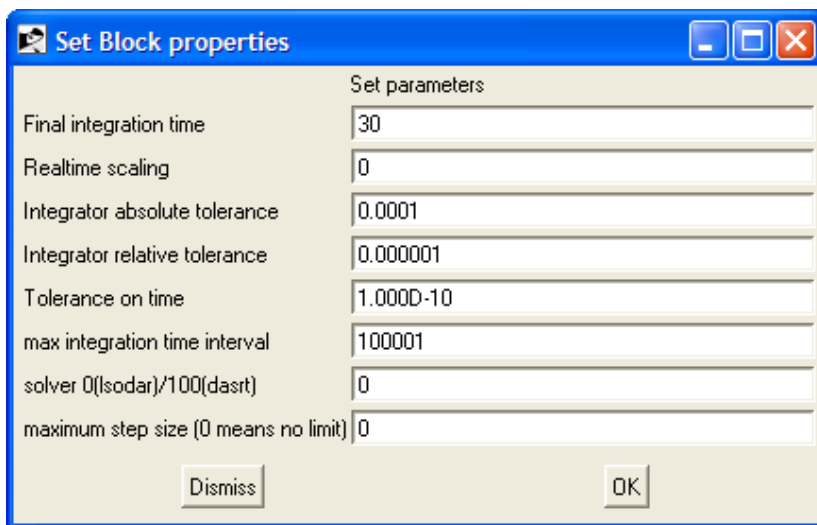 Set Block properties
Set parameters
Final integration time 30
Realtime scaling 0
Integrator absolute tolerance 0.0001
Integrator relative tolerance 0.000001
Tolerance on time 1.000D-10
max integration time interval 100001
solver 0(lsodar)/100(dasrt) 0
maximum step size (0 means no limit) 0
Dismiss OK